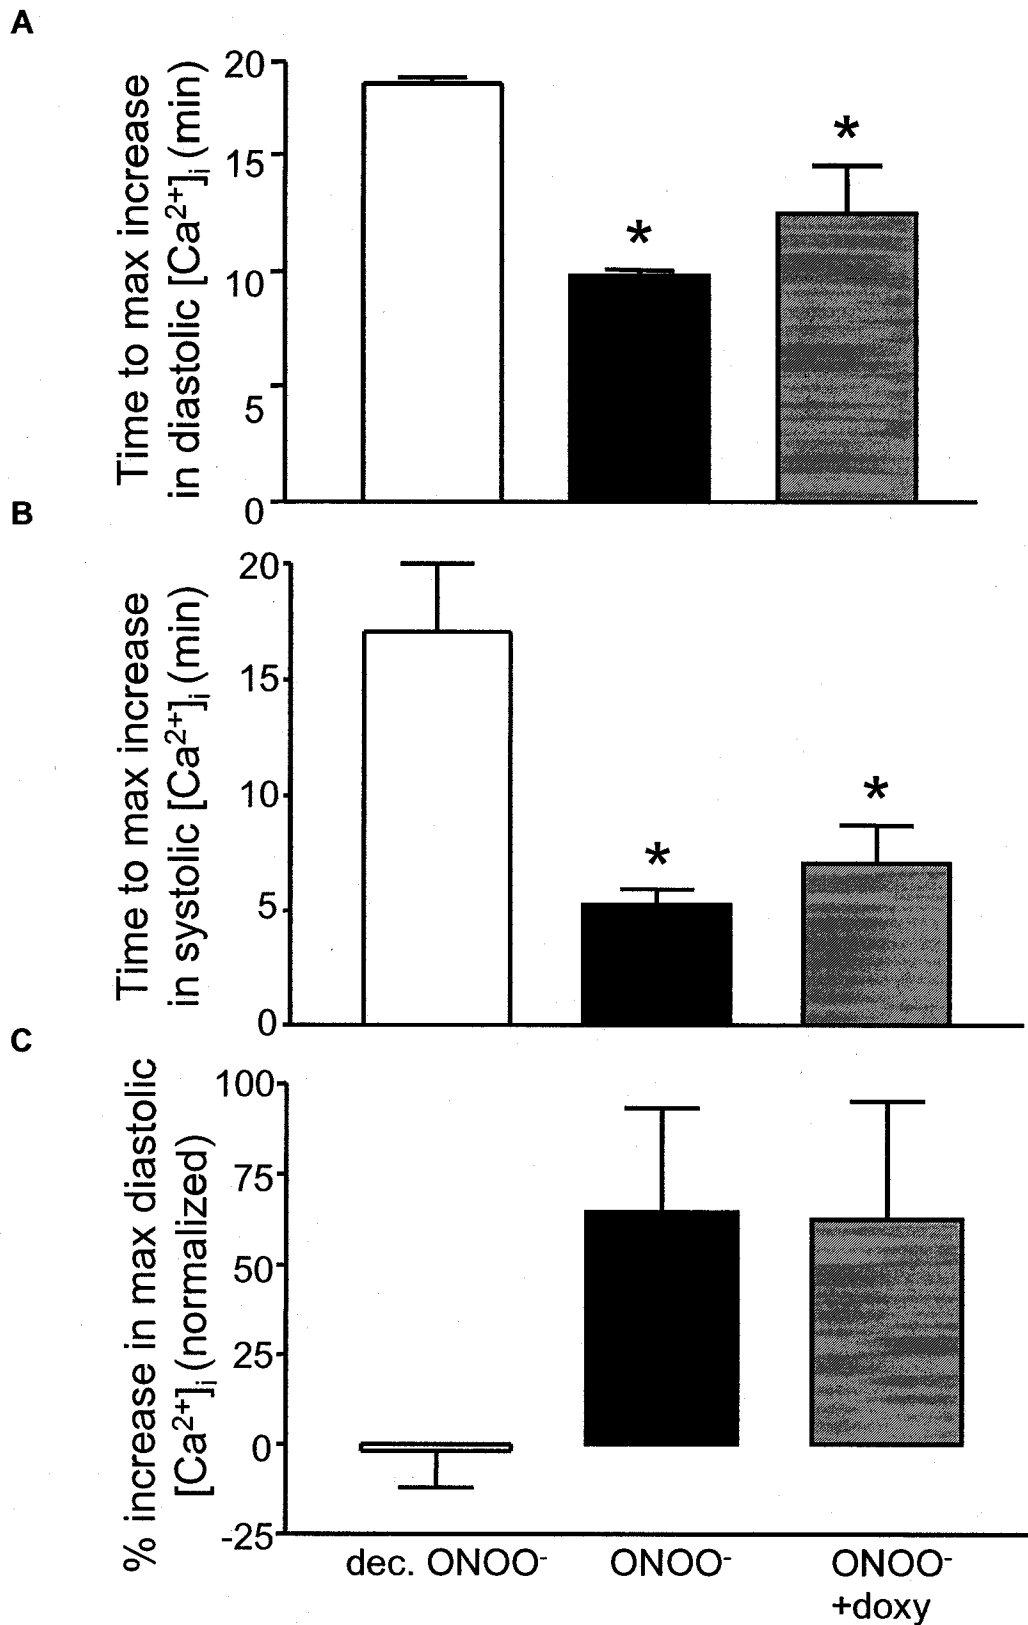 A
Time to max increase
in diastolic [Ca²⁺]ᵢ (min)
20
15
10
5
0
*
*
B
Time to max increase
in systolic [Ca²⁺]ᵢ (min)
20
15
10
5
0
*
*
C
% increase in max diastolic
[Ca²⁺]ᵢ (normalized)
100
75
50
25
0
-25
dec. ONOO⁻
ONOO⁻
ONOO⁻
+doxy